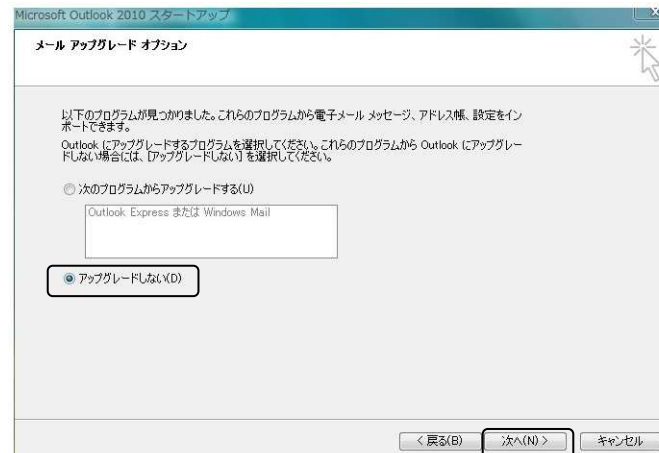 Microsoft Outlook 2010 スタートアップ
メール アップグレード オプション
以下のプログラムが見つかりました。これらのプログラムから電子メール メッセージ、アドレス帳、設定をイン
ポートできます。
Outlook にアップグレードするプログラムを選択してください。これらのプログラムから Outlook にアップグレー
ドしない場合には、[アップグレードしない] を選択してください。
次のプログラムからアップグレードする(U)
Outlook Express または Windows Mail
アップグレードしない(D)
< 戻る(B)
次へ(N) >
キャンセル